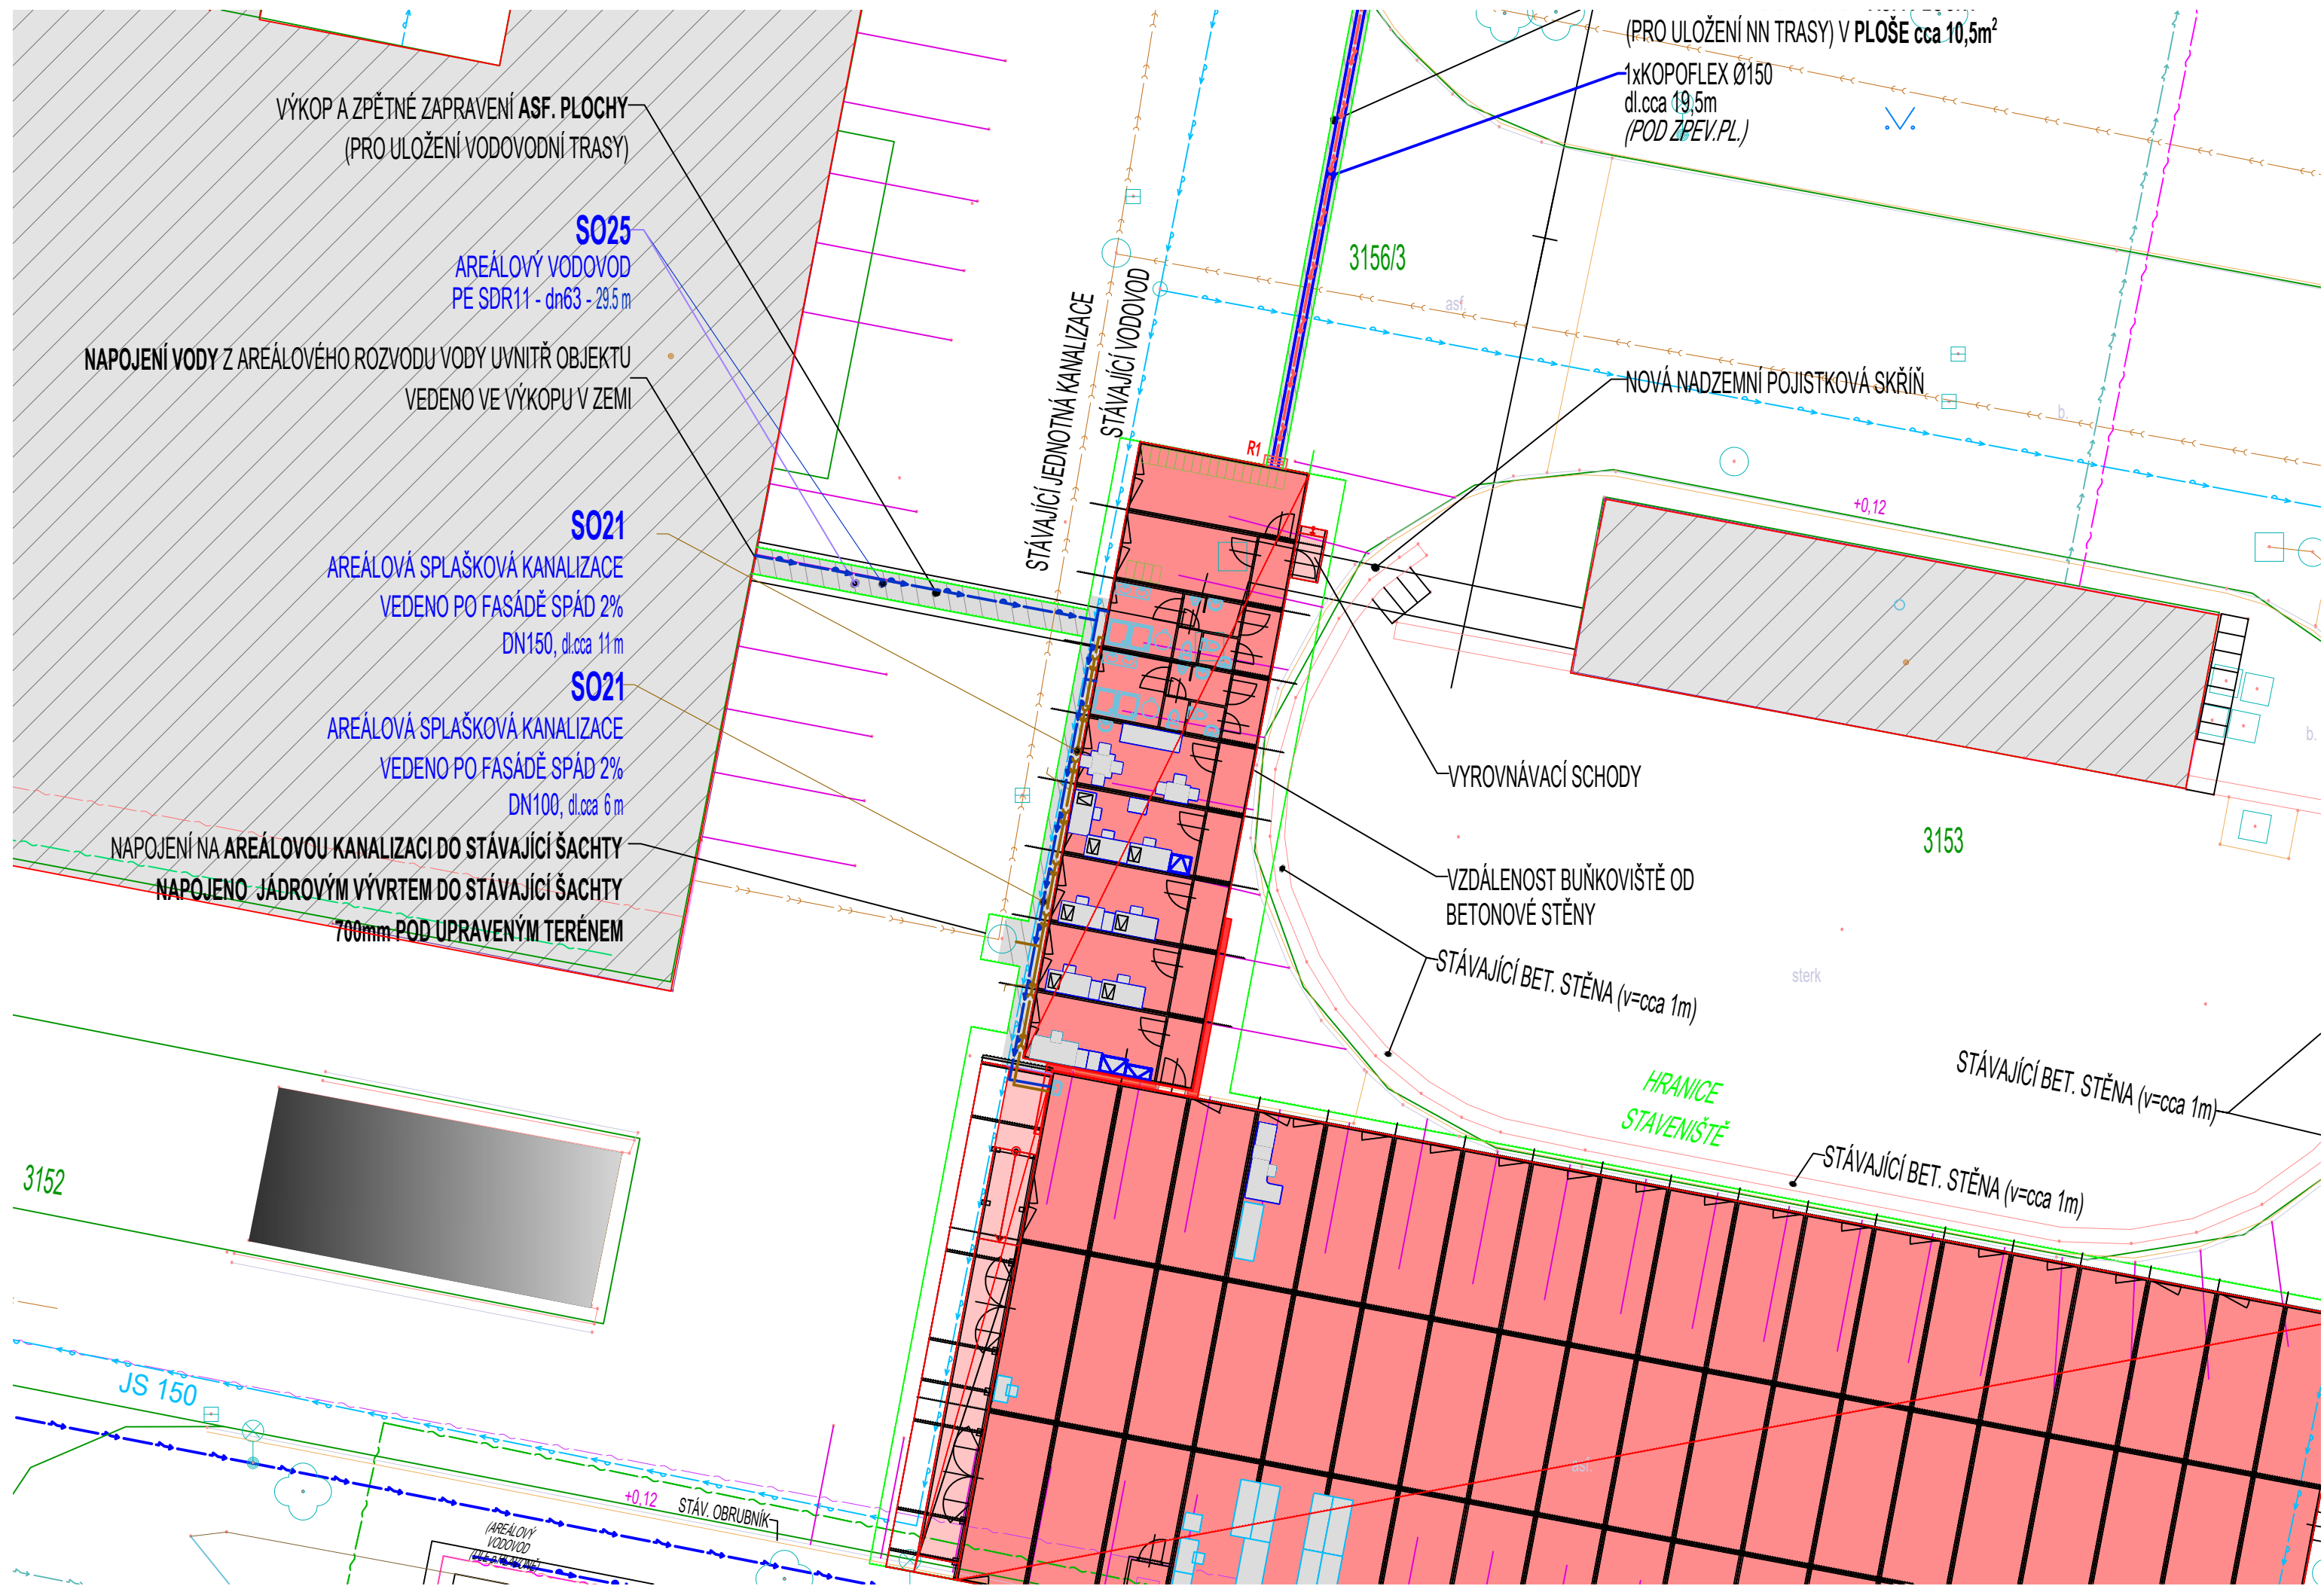 (PRO ULOŽENÍ NN TRASY) V PLOŠE cca 10,5m²
1xKOPOFLEX Ø150
dl.cca 19,5m
(POD ZPEV.PL.)
VÝKOP A ZPĚTNÉ ZAPRAVENÍ ASF. PLOCHY
(PRO ULOŽENÍ VODOVODNÍ TRASY)
SO25
AREÁLOVÝ VODOVOD
PE SDR11 - dn63 - 29.5 m
NAPOJENÍ VODY Z AREÁLOVÉHO ROZVODU VODY UVNITŘ OBJEKTU
VEDENO VE VÝKOPU V ZEMI
SO21
AREÁLOVÁ SPLAŠKOVÁ KANALIZACE
VEDENO PO FASÁDĚ SPÁD 2%
DN150, dl.cca 11 m
SO21
AREÁLOVÁ SPLAŠKOVÁ KANALIZACE
VEDENO PO FASÁDĚ SPÁD 2%
DN100, dl.cca 6 m
NAPOJENÍ NA AREÁLOVOU KANALIZACI DO STÁVAJÍCÍ ŠACHTY
NAPOJENO JÁDROVÝM VÝVRTEM DO STÁVAJÍCÍ ŠACHTY
700mm POD UPRAVENÝM TERÉNEM
STÁVAJÍCÍ JEDNOTNÁ KANALIZACE
STÁVAJÍCÍ VODOVOD
3156/3
asf.
R1
NOVÁ NADZEMNÍ POJISTKOVÁ SKŘÍŇ
b.
+0,12
b.
VYROVNÁVACÍ SCHODY
3153
VZDÁLENOST BUŇKOVIŠTĚ OD
BETONOVÉ STĚNY
STÁVAJÍCÍ BET. STĚNA (v=cca 1m)
sterk
STÁVAJÍCÍ BET. STĚNA (v=cca 1m)
HRANICE
STAVENIŠTĚ
STÁVAJÍCÍ BET. STĚNA (v=cca 1m)
3152
JS 150
asf.
+0,12
STÁV. OBRUBNÍK
(AREÁLOVÝ
VODOVOD